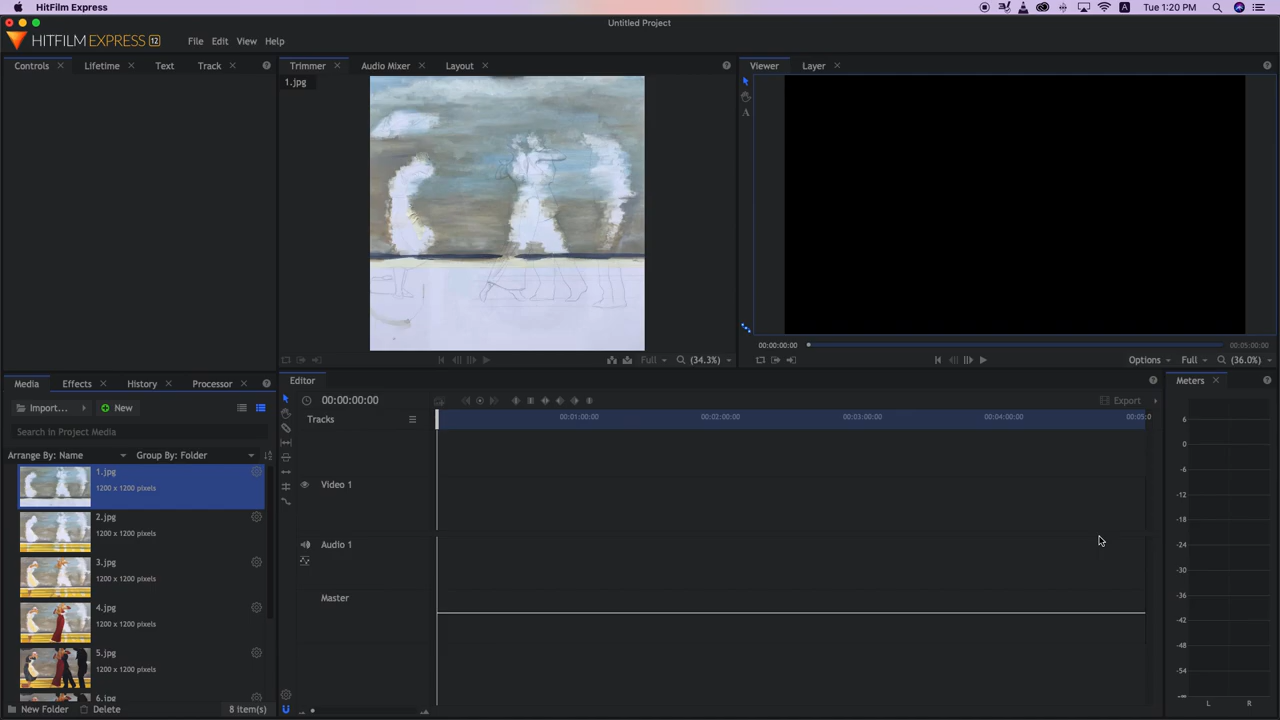 HitFilm Express
A
Tue 1:20 PM
Untitled Project
HITFILM EXPRESS 12
File Edit View Help
Controls Lifetime Text Track
Trimmer Audio Mixer Layout
Viewer Layer
1.jpg
A
00:00:00:00
00:05:00:00
Full
(34.3%)
Options
Full
(36.0%)
Media Effects History Processor
Editor
Meters
Import... New
00:00:00:00
Export
Search in Project Media
Tracks
00:01:00:00 00:02:00:00 00:03:00:00 00:04:00:00 00:05:0
Arrange By: Name Group By: Folder
1.jpg
1200 x 1200 pixels
2.jpg
1200 x 1200 pixels
3.jpg
1200 x 1200 pixels
4.jpg
1200 x 1200 pixels
5.jpg
1200 x 1200 pixels
6.jpg
New Folder Delete 8 item(s)
Video 1
Audio 1
Master
6
0
-6
-12
-18
-24
-30
-36
-42
-48
-54
-∞
L R